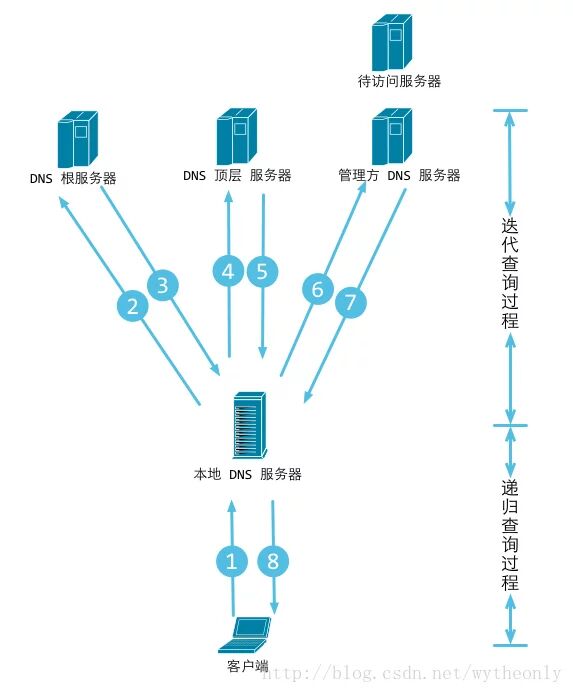 待访问服务器
DNS 根服务器
DNS 顶层 服务器
管理方 DNS 服务器
迭代查询过程
3
4
5
6
2
7
本地 DNS 服务器
递归查询过程
1
8
客户端
http://blog.csdn.net/wytheonly